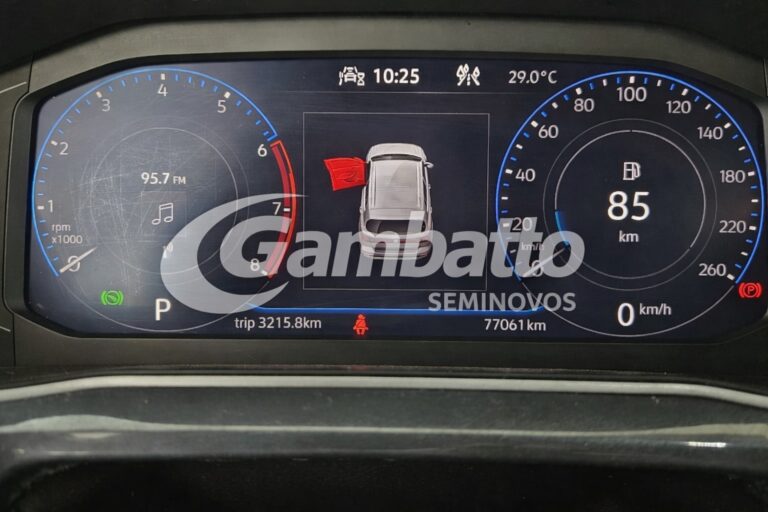 10:25
29.0°C
1
2
3
4
5
6
7
8
0
rpm
x1000
95.7 FM
P
0
20
40
60
80
100
120
140
180
220
260
km/h
85
km
0 km/h
trip 3215.8km
77061 km
Gambatto
SEMINOVOS